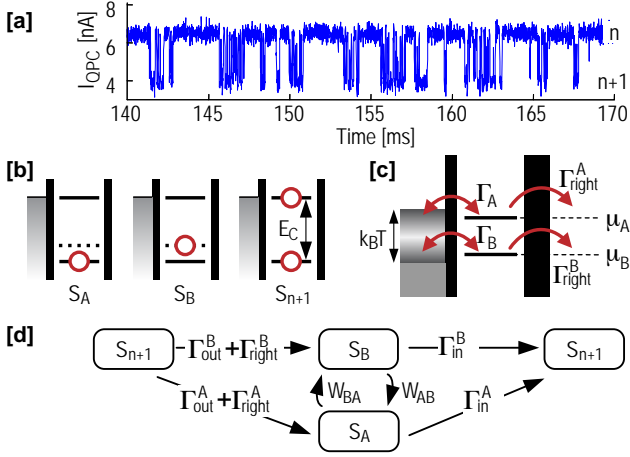 [a]
I_QPC [nA]
8
6
4
n
n+1
140 145 150 155 160 165 170
Time [ms]
[b]
E_C
S_A S_B S_n+1
[c]
Γ_A
Γ^A_right
k_BT
Γ_B
μ_A
μ_B
Γ^B_right
[d]
S_n+1
Γ^B_out+Γ^B_right
S_B
Γ^B_in
S_n+1
Γ^A_out+Γ^A_right
W_BA
W_AB
Γ^A_in
S_A